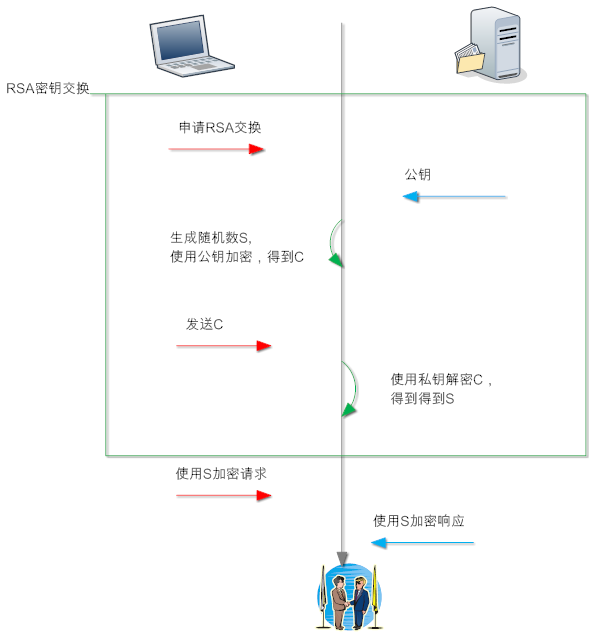 RSA密钥交换
申请RSA交换
公钥
生成随机数S,
使用公钥加密，得到C
发送C
使用私钥解密C，
得到得到S
使用S加密请求
使用S加密响应